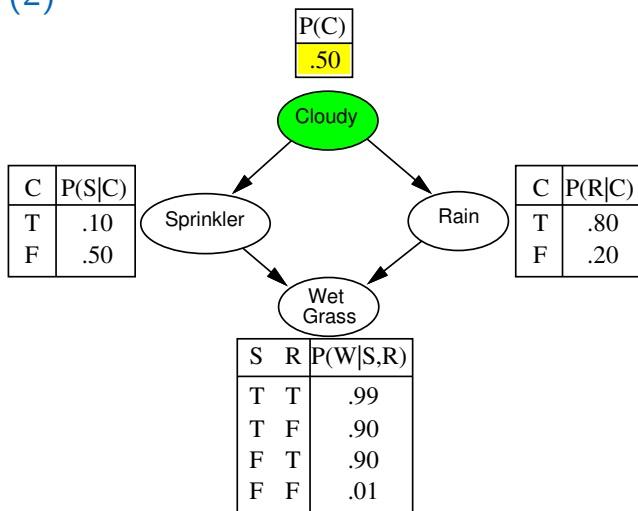 (2)
P(C)
.50
Cloudy
C P(S|C)
T .10
F .50
Sprinkler
Rain
C P(R|C)
T .80
F .20
Wet
Grass
S R P(W|S,R)
T T .99
T F .90
F T .90
F F .01